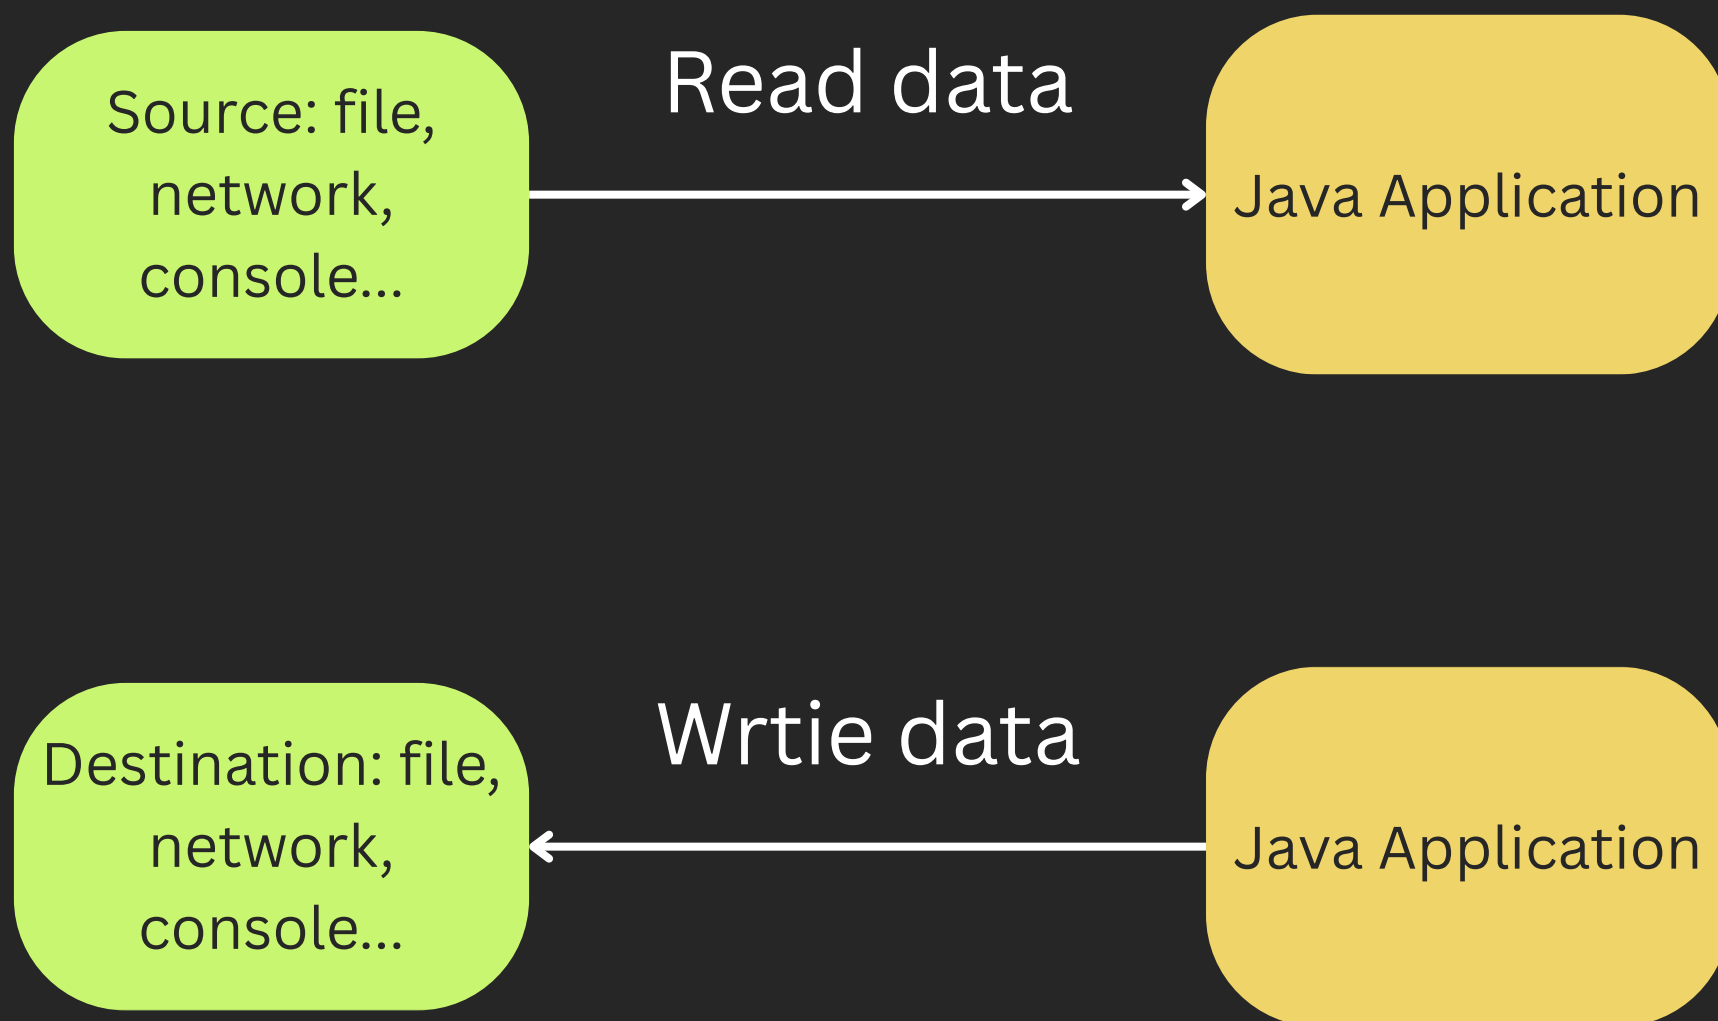 Source: file,
network,
console...
Read data
Java Application
Destination: file,
network,
console...
Wrtie data
Java Application